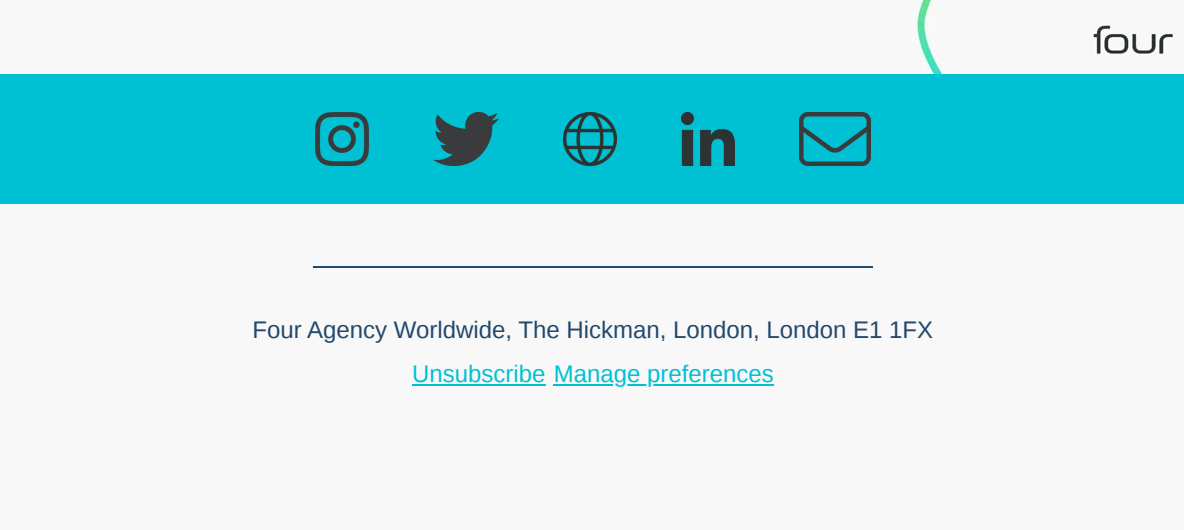 four
Four Agency Worldwide, The Hickman, London, London E1 1FX
Unsubscribe Manage preferences